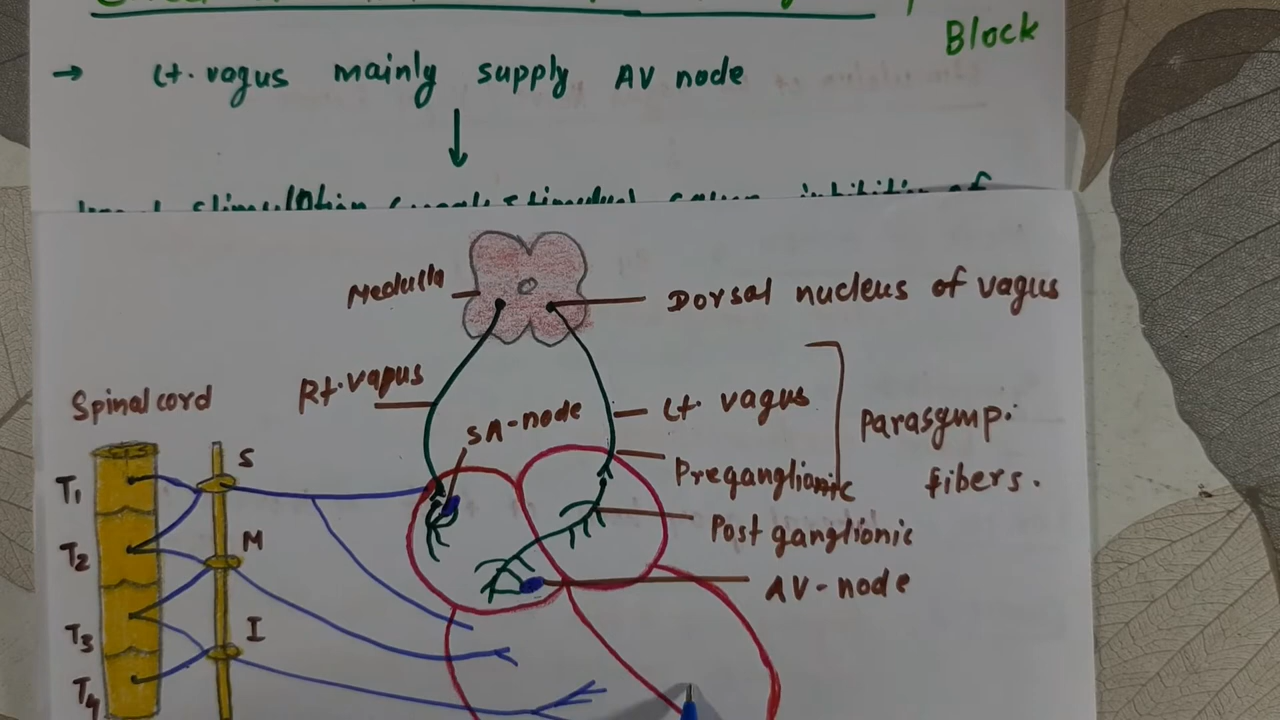 Block
→ Lt. vagus mainly supply AV node
↓
Medulla
Dorsal nucleus of vagus
Rt. vagus
Spinal cord
SA-node
Lt. vagus
Parasymp. fibers.
Preganglionic
T1
S
Post ganglionic
T2
M
AV-node
T3
I
T4